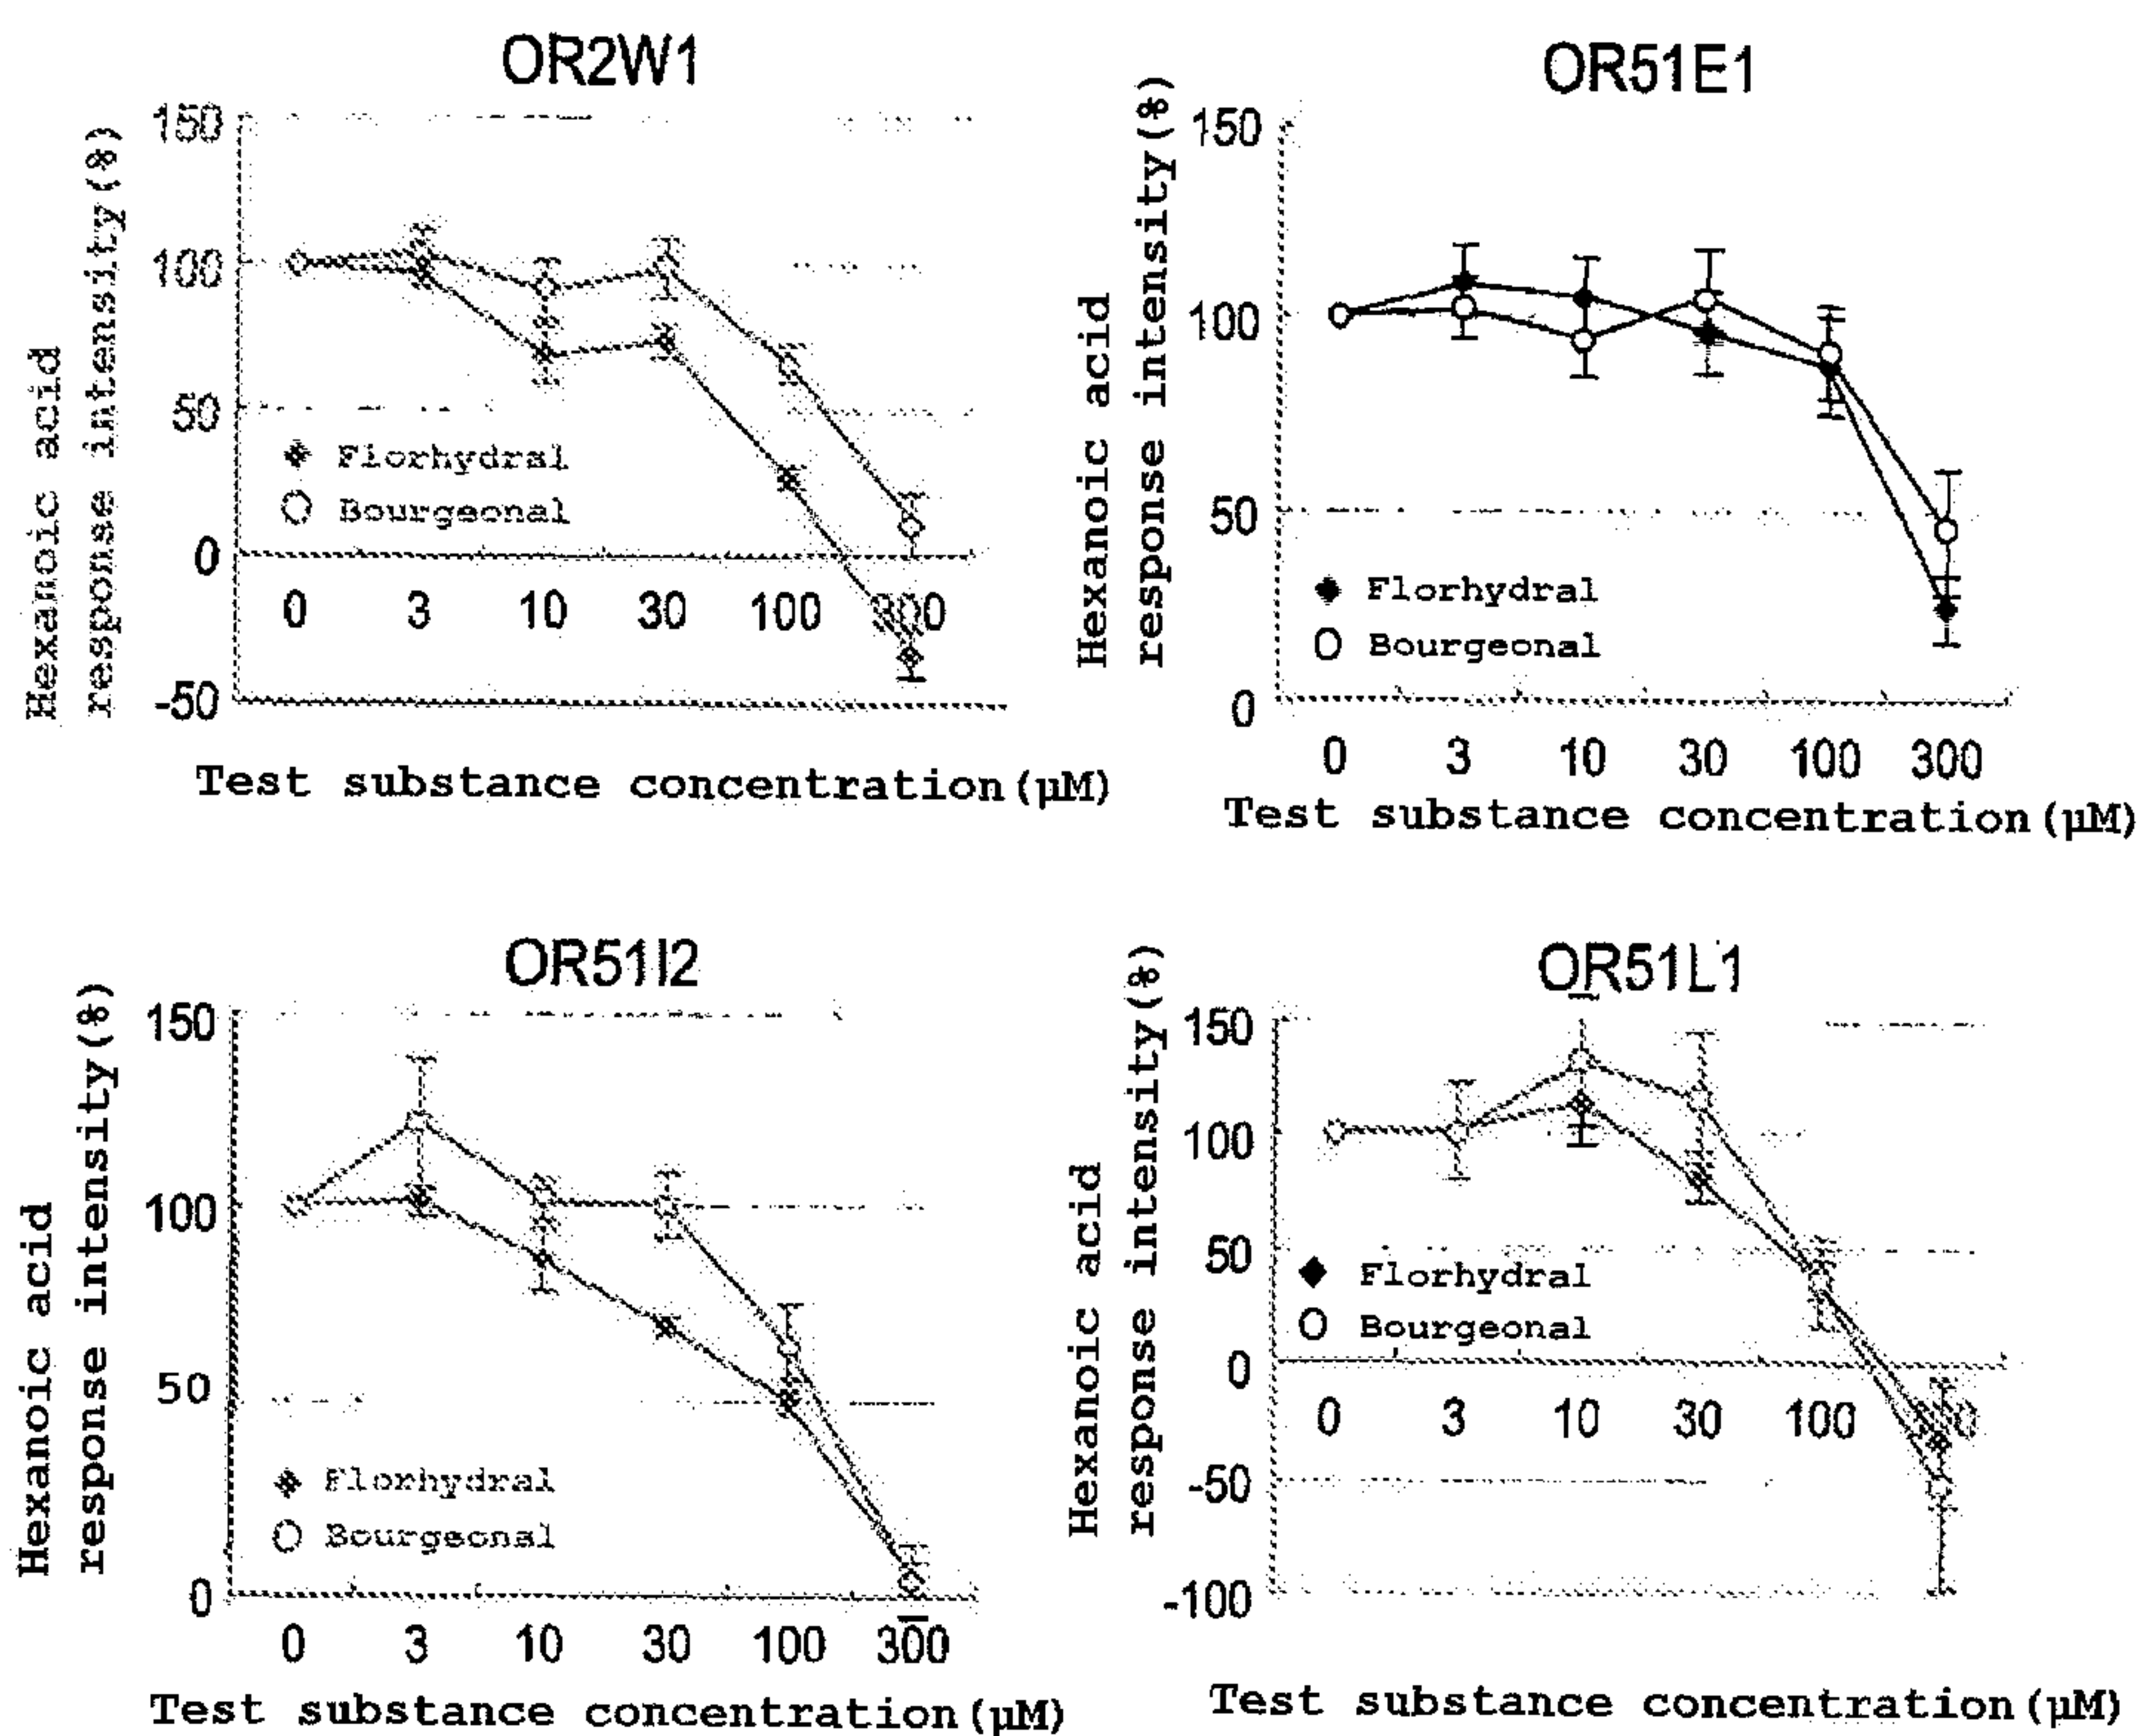 OR2W1
Hexanoic acid
response intensity(%)
150
100
50
0
-50
Florhydral
Bourgeonal
0 3 10 30 100 300
Test substance concentration(μM)
OR51E1
Hexanoic acid
response intensity(%)
150
100
50
0
Florhydral
Bourgeonal
0 3 10 30 100 300
Test substance concentration(μM)
OR51I2
Hexanoic acid
response intensity(%)
150
100
50
0
Florhydral
Bourgeonal
0 3 10 30 100 300
Test substance concentration(μM)
OR51L1
Hexanoic acid
response intensity(%)
150
100
50
0
-50
-100
Florhydral
Bourgeonal
0 3 10 30 100
Test substance concentration(μM)